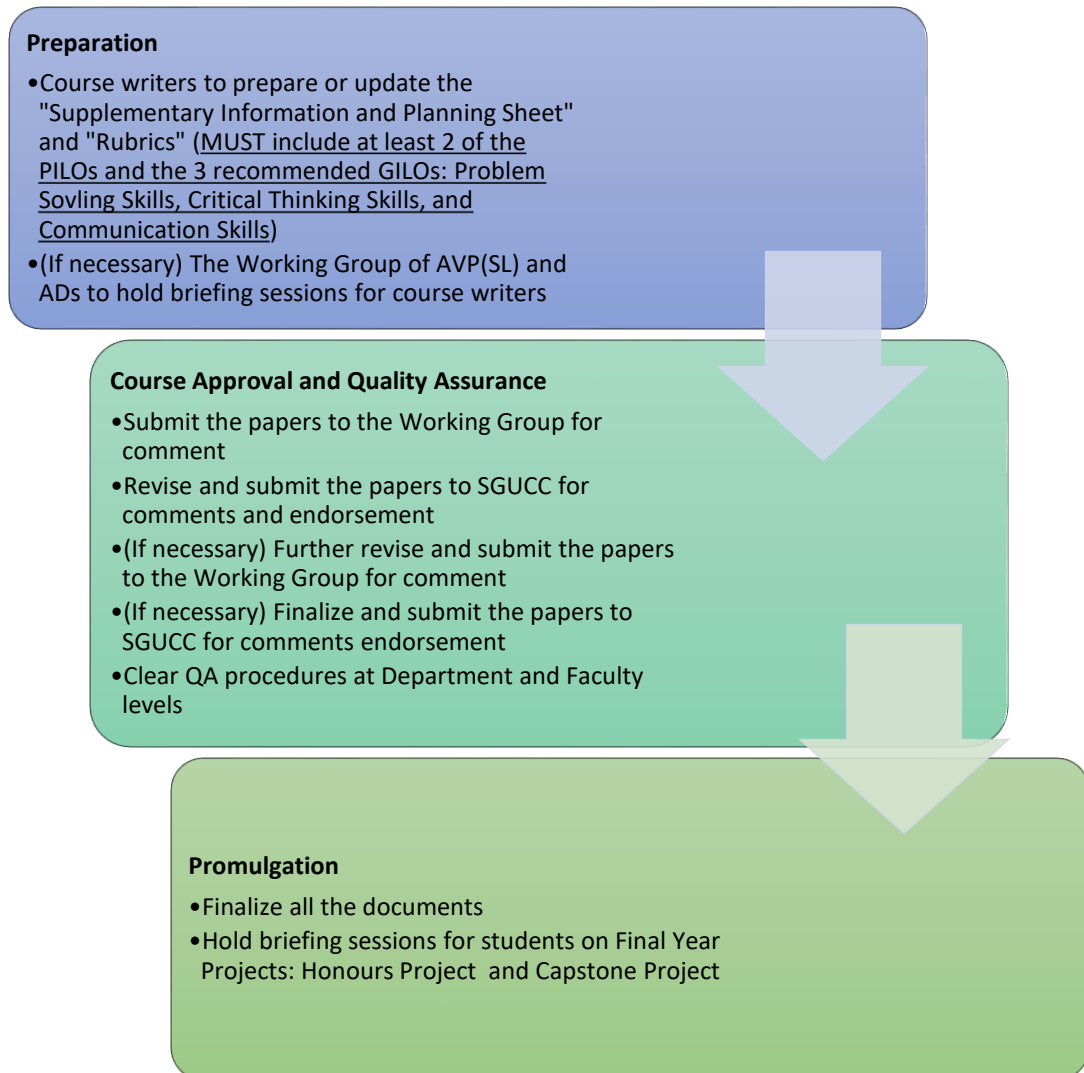 Preparation
•Course writers to prepare or update the
"Supplementary Information and Planning Sheet"
and "Rubrics" (MUST include at least 2 of the
PILOs and the 3 recommended GILOs: Problem
Sovling Skills, Critical Thinking Skills, and
Communication Skills)
•(If necessary) The Working Group of AVP(SL) and
ADs to hold briefing sessions for course writers
Course Approval and Quality Assurance
•Submit the papers to the Working Group for
comment
•Revise and submit the papers to SGUCC for
comments and endorsement
•(If necessary) Further revise and submit the papers
to the Working Group for comment
•(If necessary) Finalize and submit the papers to
SGUCC for comments endorsement
•Clear QA procedures at Department and Faculty
levels
Promulgation
•Finalize all the documents
•Hold briefing sessions for students on Final Year
Projects: Honours Project and Capstone Project